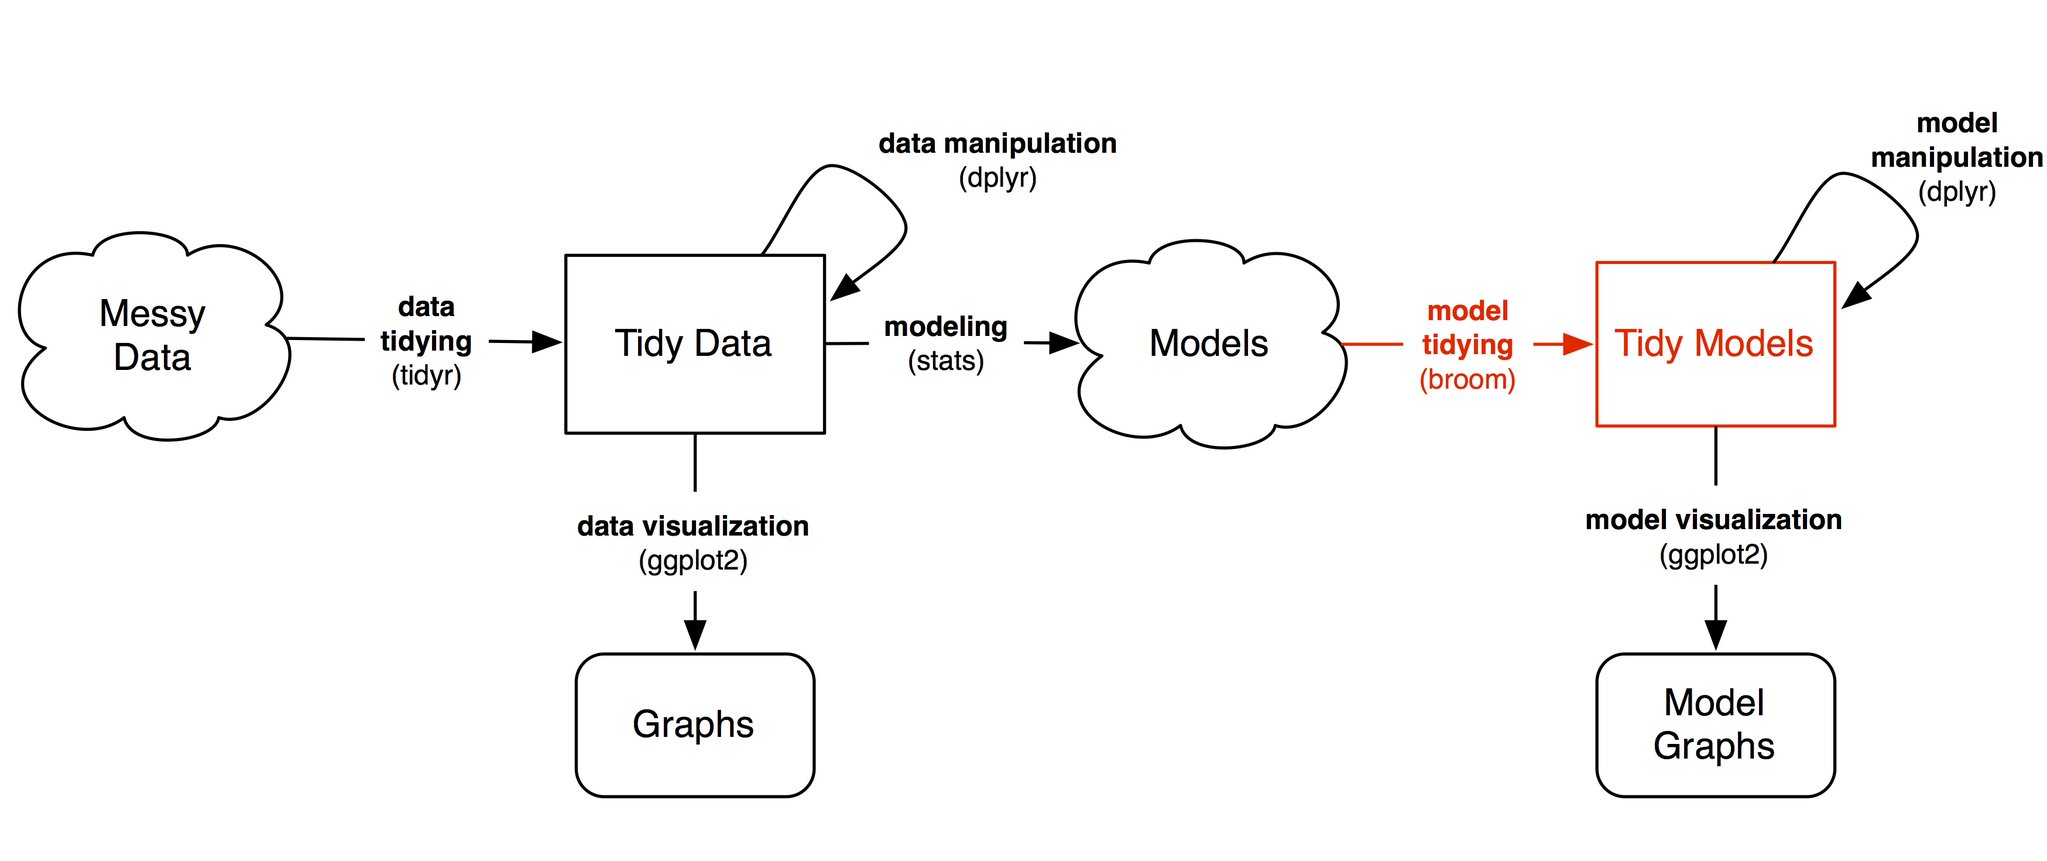 Messy
Data
data
tidying
(tidyr)
Tidy Data
data manipulation
(dplyr)
modeling
(stats)
Models
model
tidying
(broom)
Tidy Models
model
manipulation
(dplyr)
data visualization
(ggplot2)
Graphs
model visualization
(ggplot2)
Model
Graphs